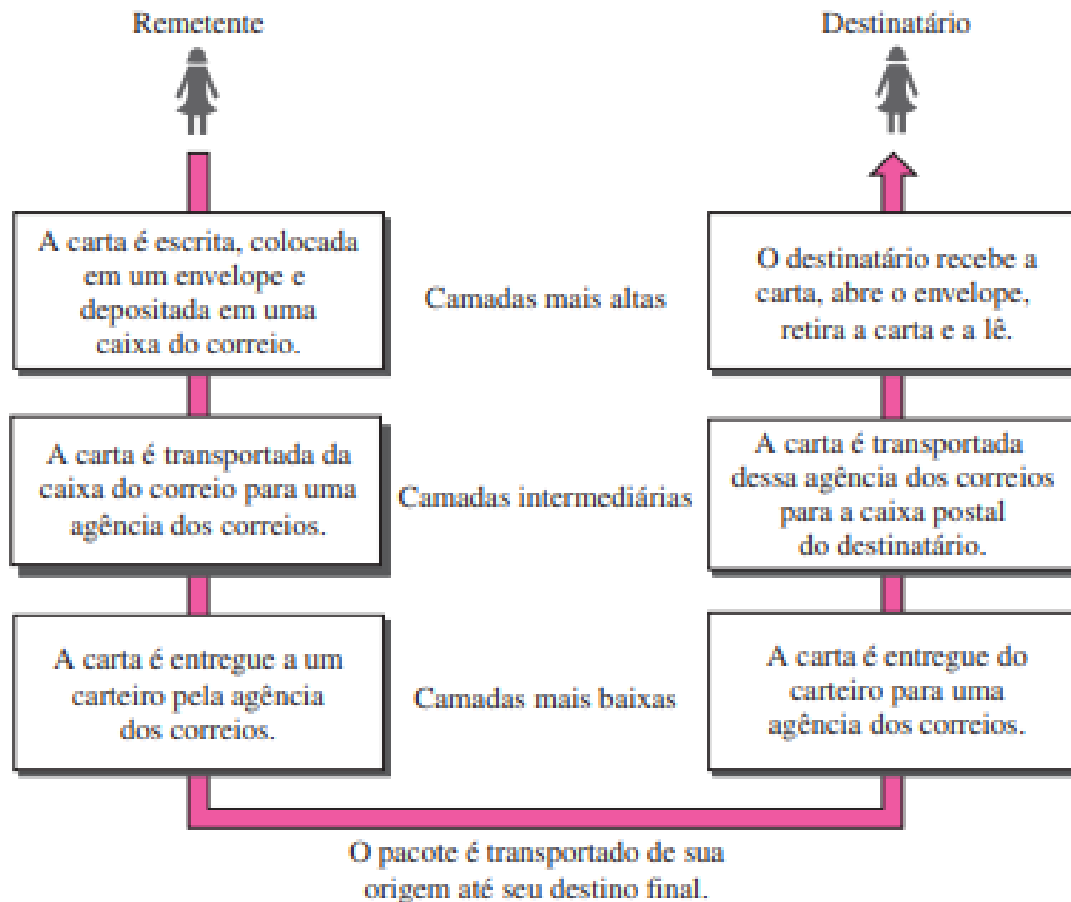 Remetente
Destinatário
A carta é escrita, colocada
em um envelope e
depositada em uma
caixa do correio.
Camadas mais altas
O destinatário recebe a
carta, abre o envelope,
retira a carta e a lê.
A carta é transportada da
caixa do correio para uma
agência dos correios.
Camadas intermediárias
A carta é transportada
dessa agência dos correios
para a caixa postal
do destinatário.
A carta é entregue a um
carteiro pela agência
dos correios.
Camadas mais baixas
A carta é entregue do
carteiro para uma
agência dos correios.
O pacote é transportado de sua
origem até seu destino final.